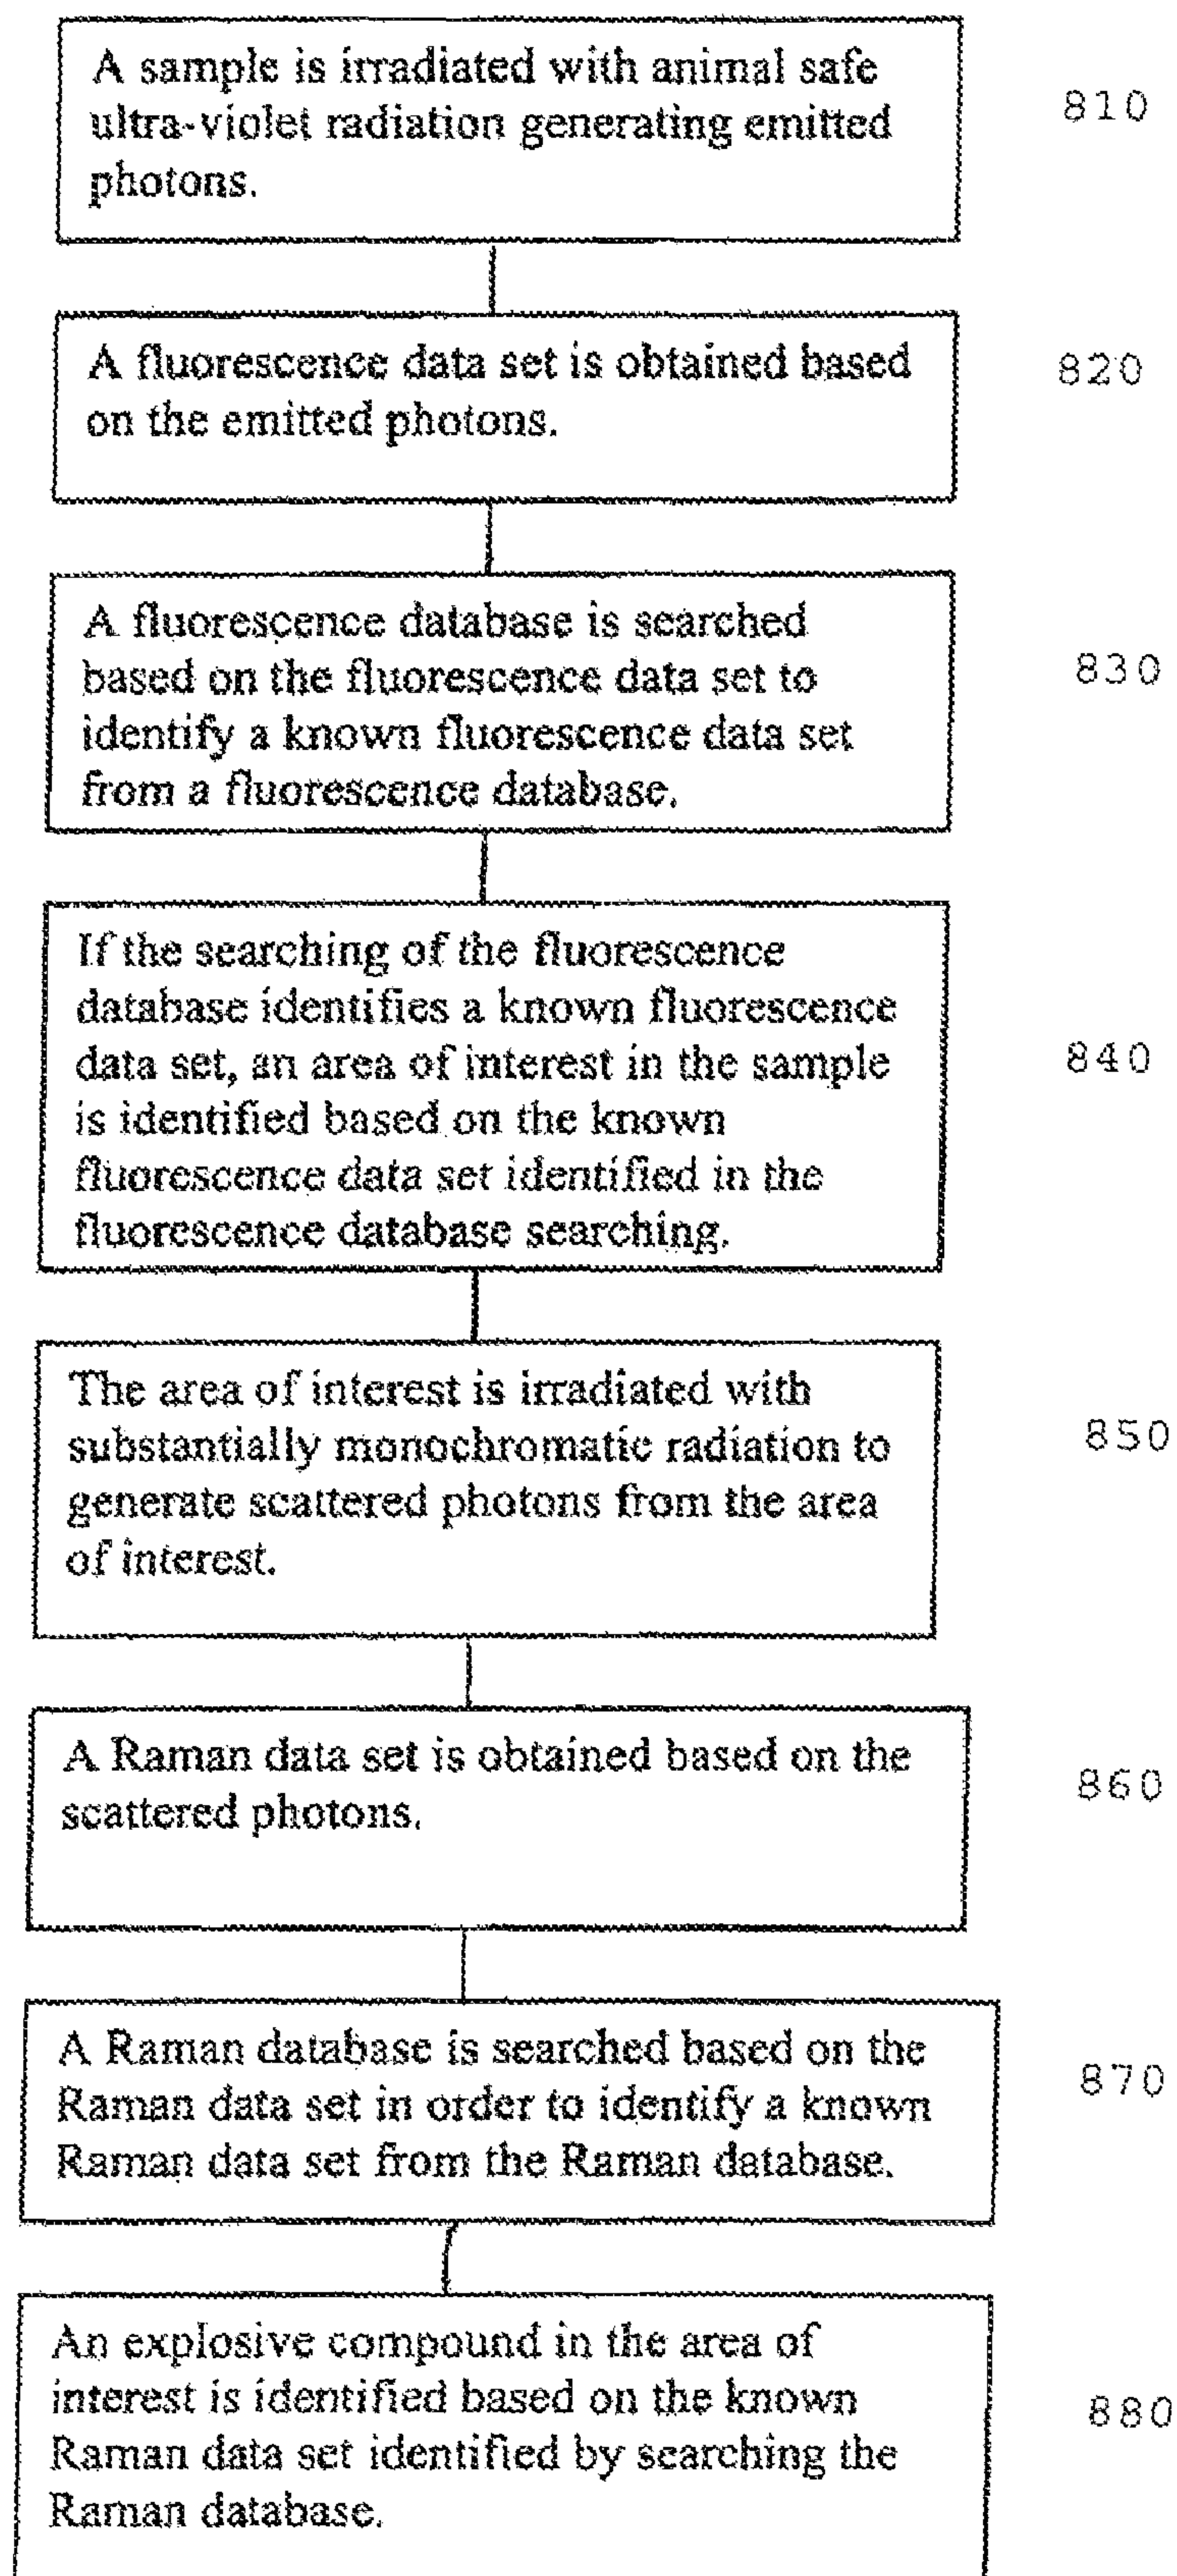 A sample is irradiated with animal safe
810
ultra-violet radiation generating emitted
photons.
A fluorescence data set is obtained based
820
on the emitted photons.
A fluorescence database is searched
based on the fluorescence data set to
830
identify a known fluorescence data set
from a fluorescence database.
If the searching of the fluorescence
database identifies a known fluorescence
data set, an area of interest in the sample
840
is identified based on the known
fluorescence data set identified in the
fluorescence database searching.
The area of interest is irradiated with
substantially monochromatic radiation to
850
generate scattered photons from the area
of interest.
A Raman data set is obtained based on the
860
scattered photons.
A Raman database is searched based on the
870
Raman data set in order to identify a known
Raman data set from the Raman database.
An explosive compound in the area of
interest is identified based on the known
880
Raman data set identified by searching the
Raman database.